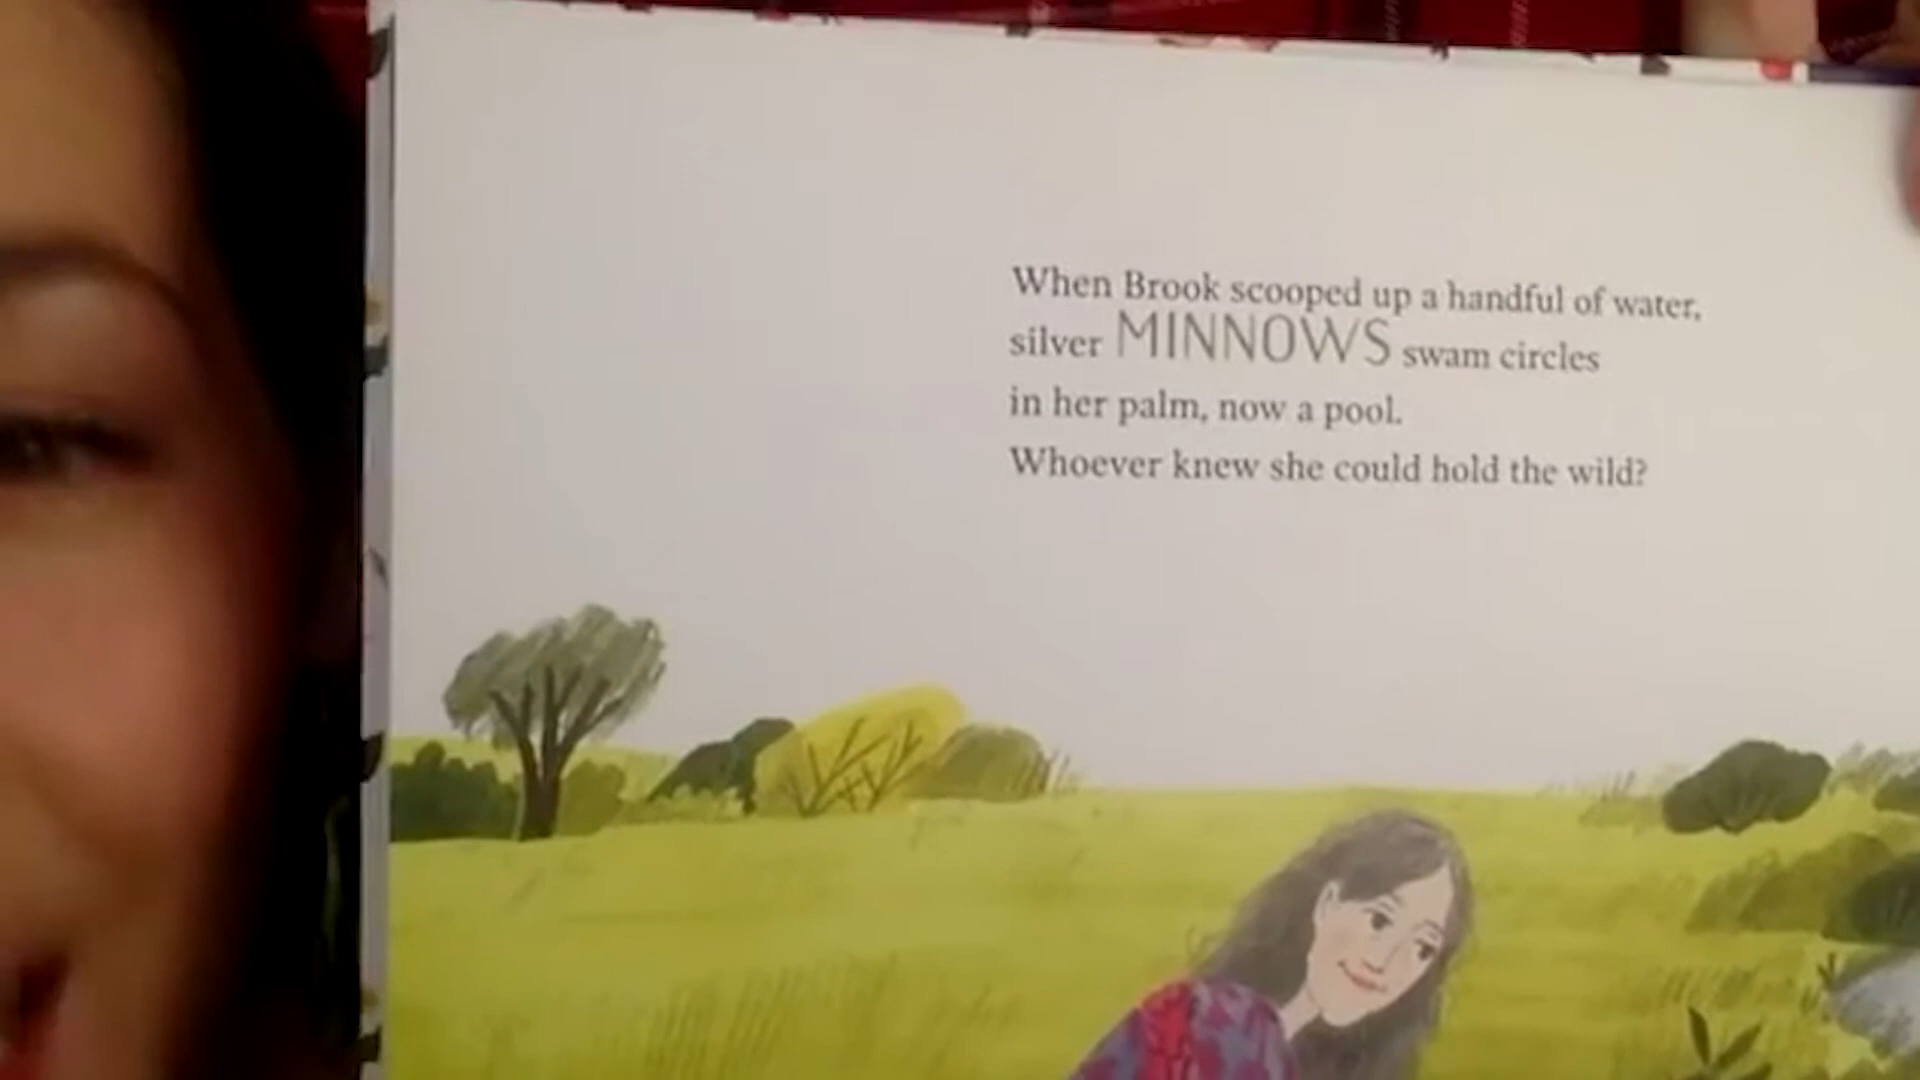 When Brook scooped up a handful of water,
silver MINNOWS swam circles
in her palm, now a pool.
Whoever knew she could hold the wild?